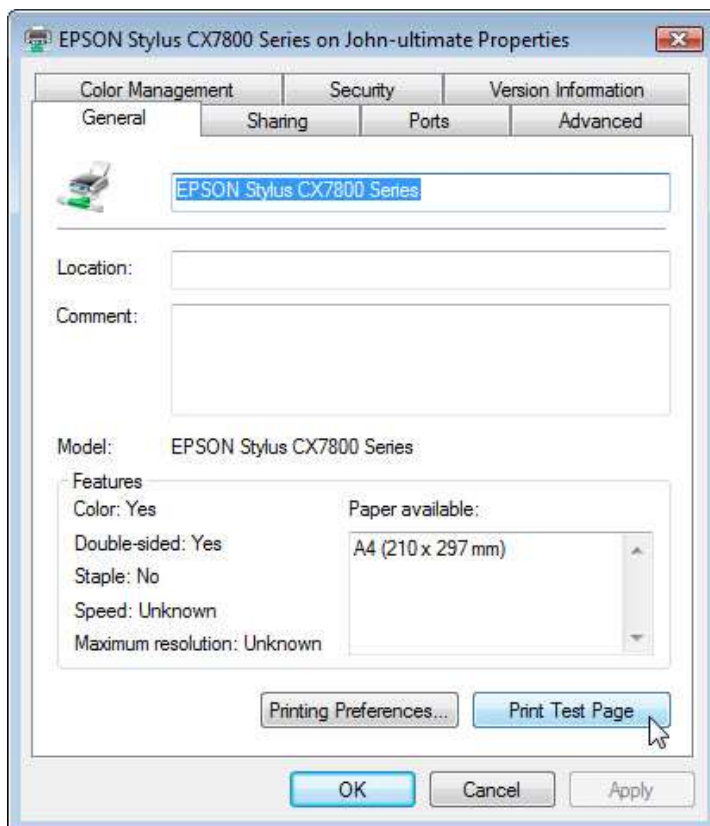 EPSON Stylus CX7800 Series on John-ultimate Properties
Color Management Security Version Information
General Sharing Ports Advanced
EPSON Stylus CX7800 Series
Location:
Comment:
Model: EPSON Stylus CX7800 Series
Features
Color: Yes Paper available:
Double-sided: Yes A4 (210 x 297 mm)
Staple: No
Speed: Unknown
Maximum resolution: Unknown
Printing Preferences... Print Test Page
OK Cancel Apply